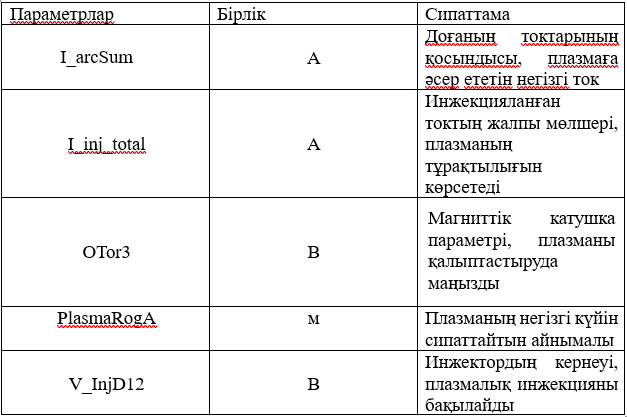 Параметрлар Бірлік Сипаттама
I_arcSum А Доғаның токтарының
қосындысы, плазмаға
әсер ететін негізгі ток
I_inj_total А Инжекцияланған
токтың жалпы мөлшері,
плазманың
тұрақтылығын
көрсетеді
OTor3 В Магниттік катушка
параметрі, плазманы
қалыптастыруда
маңызды
PlasmaRogA м Плазманың негізгі күйін
сипаттайтын айнымалы
V_InjD12 В Инжектордың кернеуі,
плазмалық инжекцияны
бақылайды